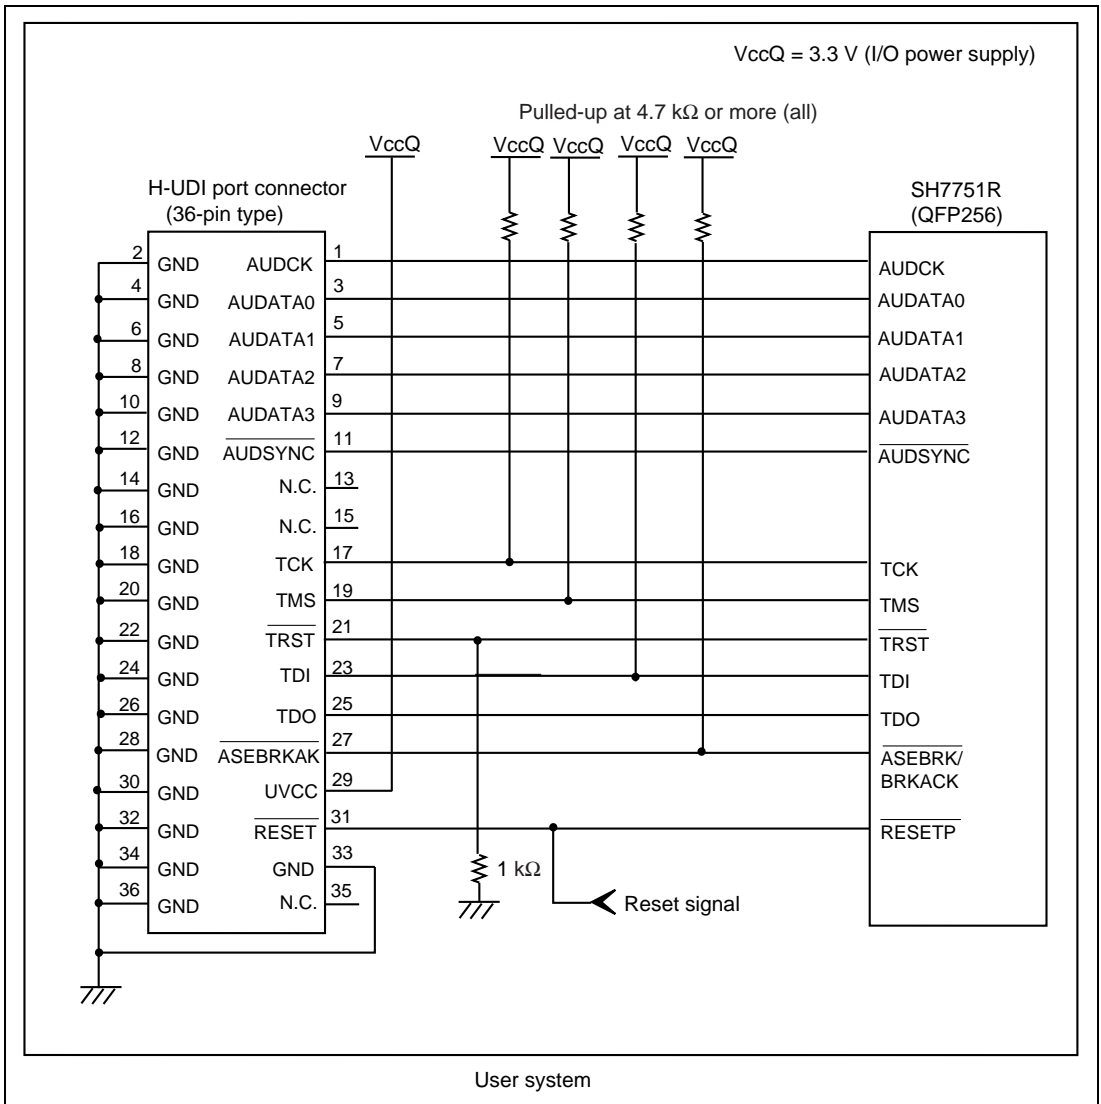 VccQ = 3.3 V (I/O power supply)
Pulled-up at 4.7 kΩ or more (all)
VccQ VccQ VccQ VccQ VccQ
H-UDI port connector
(36-pin type)
SH7751R
(QFP256)
2 GND AUDCK 1 AUDCK
4 GND AUDATA0 3 AUDATA0
6 GND AUDATA1 5 AUDATA1
8 GND AUDATA2 7 AUDATA2
10 GND AUDATA3 9 AUDATA3
12 GND AUDSYNC 11 AUDSYNC
14 GND N.C. 13
16 GND N.C. 15
18 GND TCK 17 TCK
20 GND TMS 19 TMS
22 GND TRST 21 TRST
24 GND TDI 23 TDI
26 GND TDO 25 TDO
28 GND ASEBRKAK 27 ASEBRK/
BRKACK
30 GND UVCC 29
32 GND RESET 31 RESETP
34 GND GND 33
1 kΩ
36 GND N.C. 35
Reset signal
User system